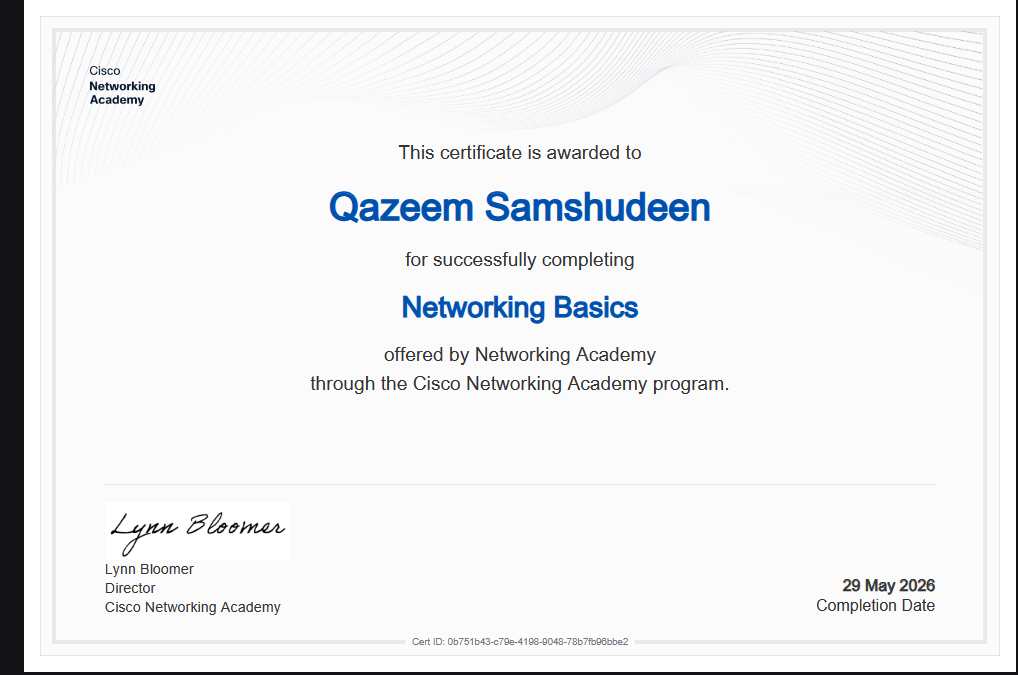 Cisco
Networking
Academy
This certificate is awarded to
Qazeem Samshudeen
for successfully completing
Networking Basics
offered by Networking Academy
through the Cisco Networking Academy program.
Lynn Bloomer
Lynn Bloomer
Director
Cisco Networking Academy
29 May 2026
Completion Date
Cert ID: 0b751b43-c79e-4198-9048-78b7fb96bbe2